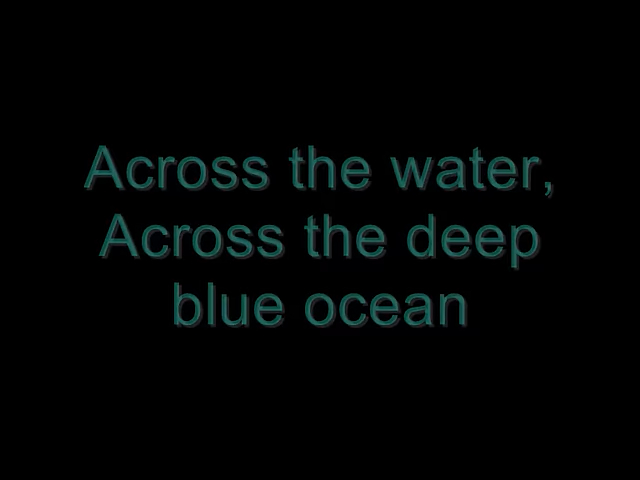 Across the water,
Across the deep
blue ocean